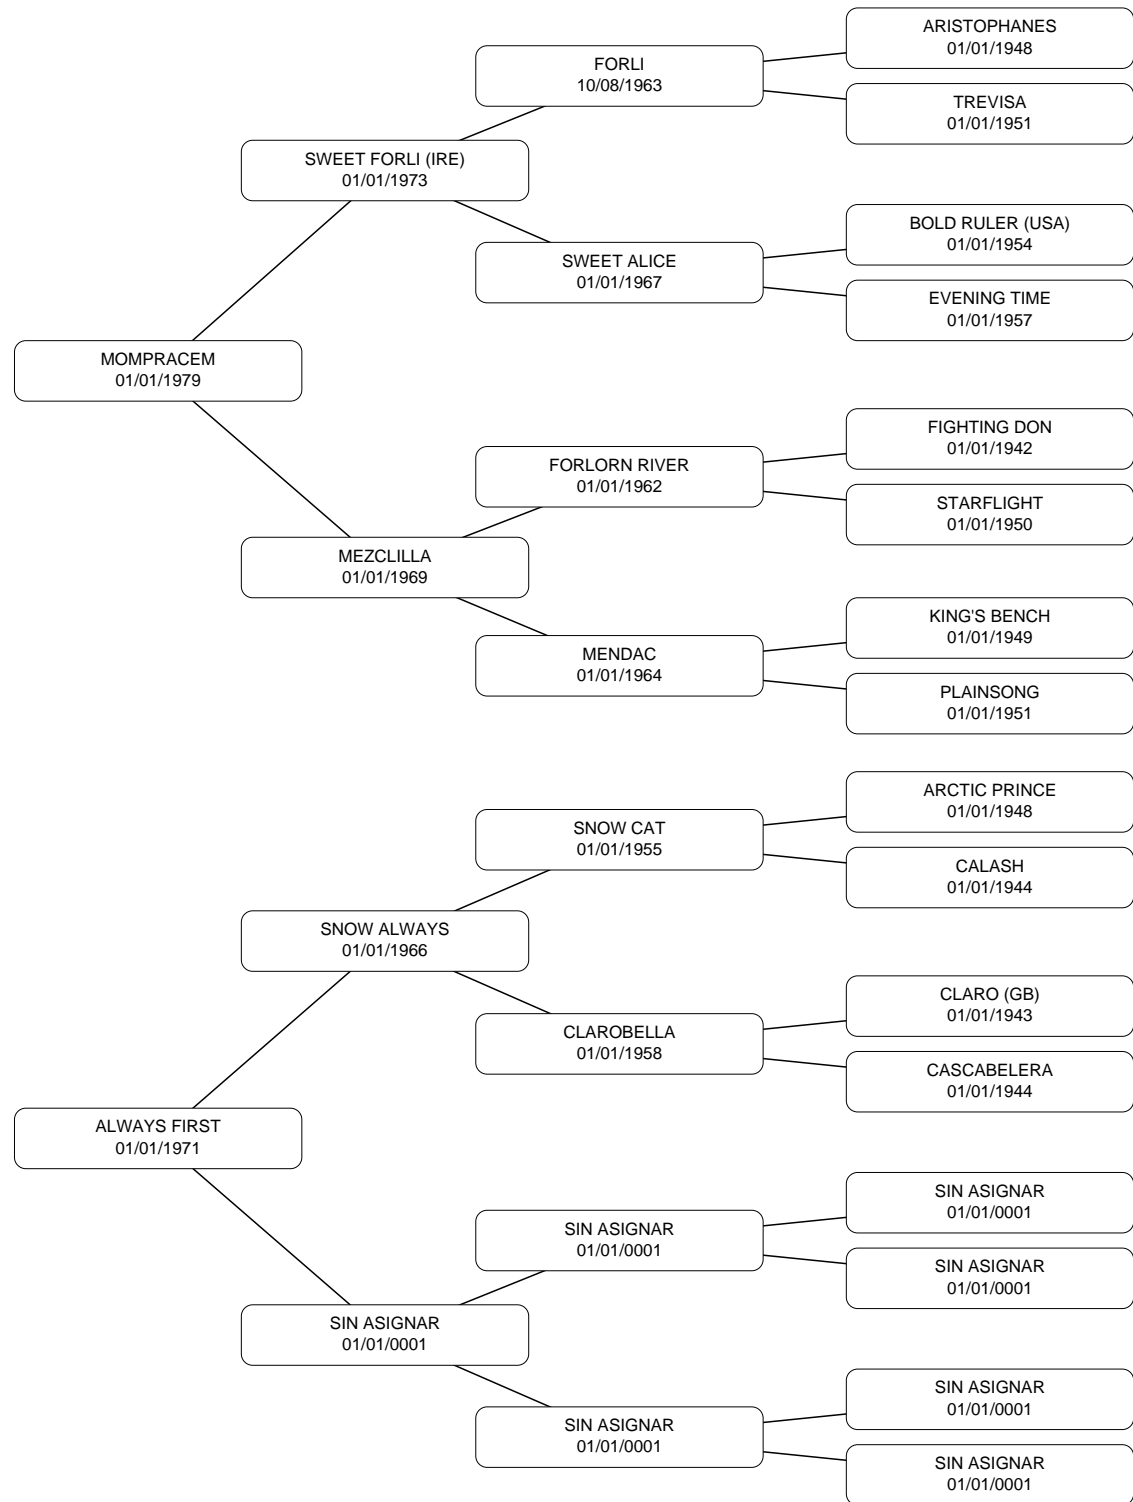 ARISTOPHANES
01/01/1948
FORLI
10/08/1963
TREVISA
01/01/1951
SWEET FORLI (IRE)
01/01/1973
BOLD RULER (USA)
01/01/1954
SWEET ALICE
01/01/1967
EVENING TIME
01/01/1957
MOMPRACEM
01/01/1979
FIGHTING DON
01/01/1942
FORLORN RIVER
01/01/1962
STARFLIGHT
01/01/1950
MEZCLILLA
01/01/1969
KING'S BENCH
01/01/1949
MENDAC
01/01/1964
PLAINSONG
01/01/1951
ARCTIC PRINCE
01/01/1948
SNOW CAT
01/01/1955
CALASH
01/01/1944
SNOW ALWAYS
01/01/1966
CLARO (GB)
01/01/1943
CLAROBELLA
01/01/1958
CASCABELERA
01/01/1944
ALWAYS FIRST
01/01/1971
SIN ASIGNAR
01/01/0001
SIN ASIGNAR
01/01/0001
SIN ASIGNAR
01/01/0001
SIN ASIGNAR
01/01/0001
SIN ASIGNAR
01/01/0001
SIN ASIGNAR
01/01/0001
SIN ASIGNAR
01/01/0001